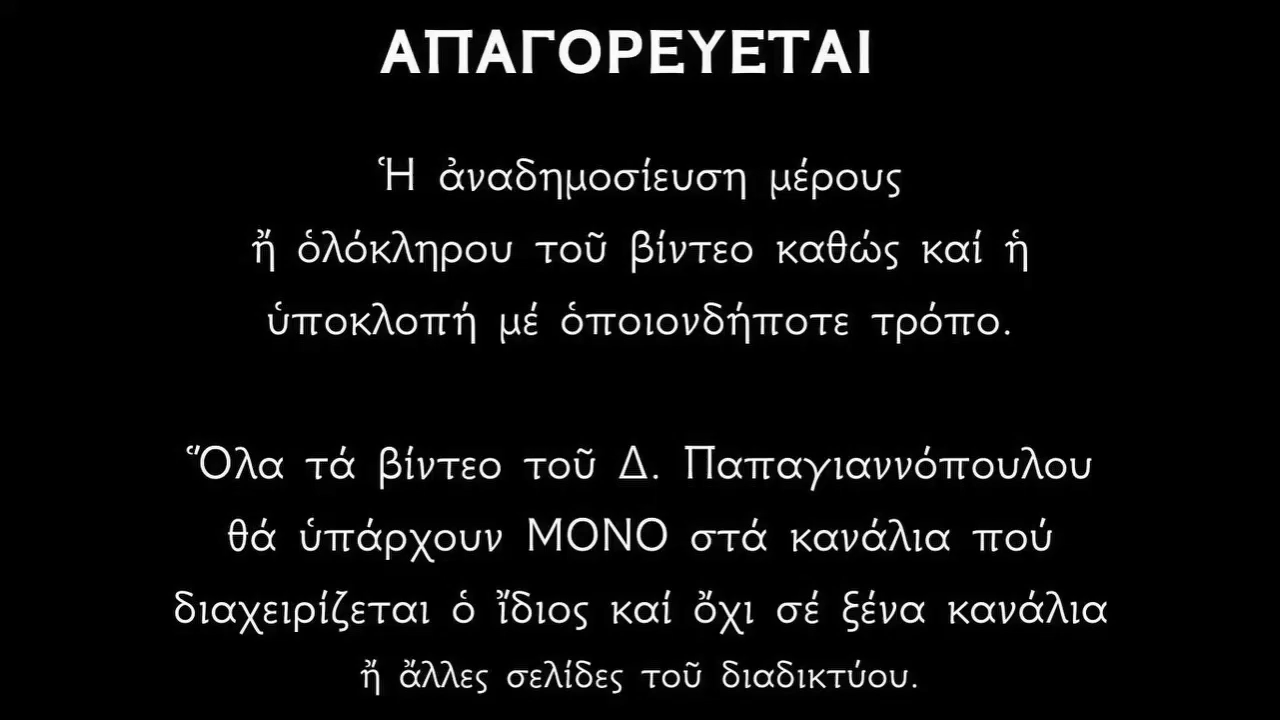 ΑΠΑΓΟΡΕΥΕΤΑΙ
Ἡ ἀναδημοσίευση μέρους
ἤ ὁλόκληρου τοῦ βίντεο καθώς καί ἡ
ὑποκλοπή μέ ὁποιονδήποτε τρόπο.
Ὅλα τά βίντεο τοῦ Δ. Παπαγιαννόπουλου
θά ὑπάρχουν ΜΟΝΟ στά κανάλια πού
διαχειρίζεται ὁ ἴδιος καί ὄχι σέ ξένα κανάλια
ἤ ἄλλες σελίδες τοῦ διαδικτύου.